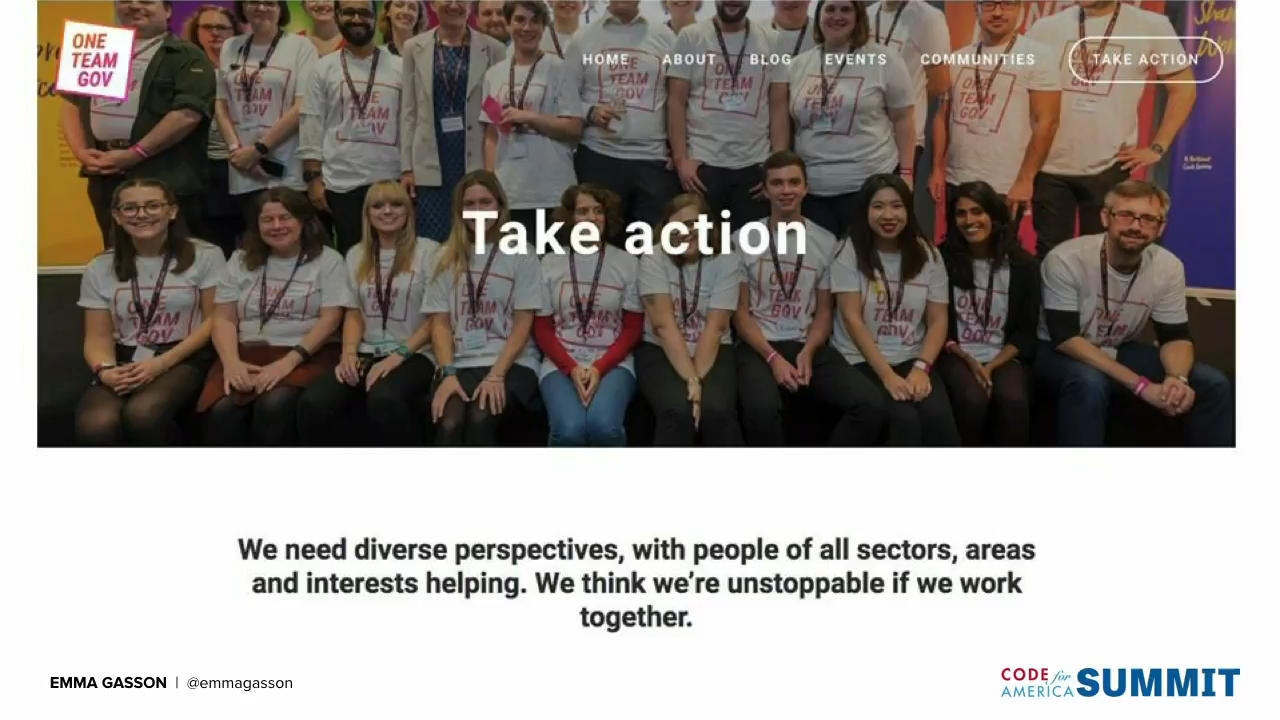 ONE
TEAM
GOV
HOME ABOUT BLOG EVENTS COMMUNITIES TAKE ACTION
Take action
We need diverse perspectives, with people of all sectors, areas
and interests helping. We think we’re unstoppable if we work
together.
EMMA GASSON | @emmagasson
CODE for
AMERICA SUMMIT